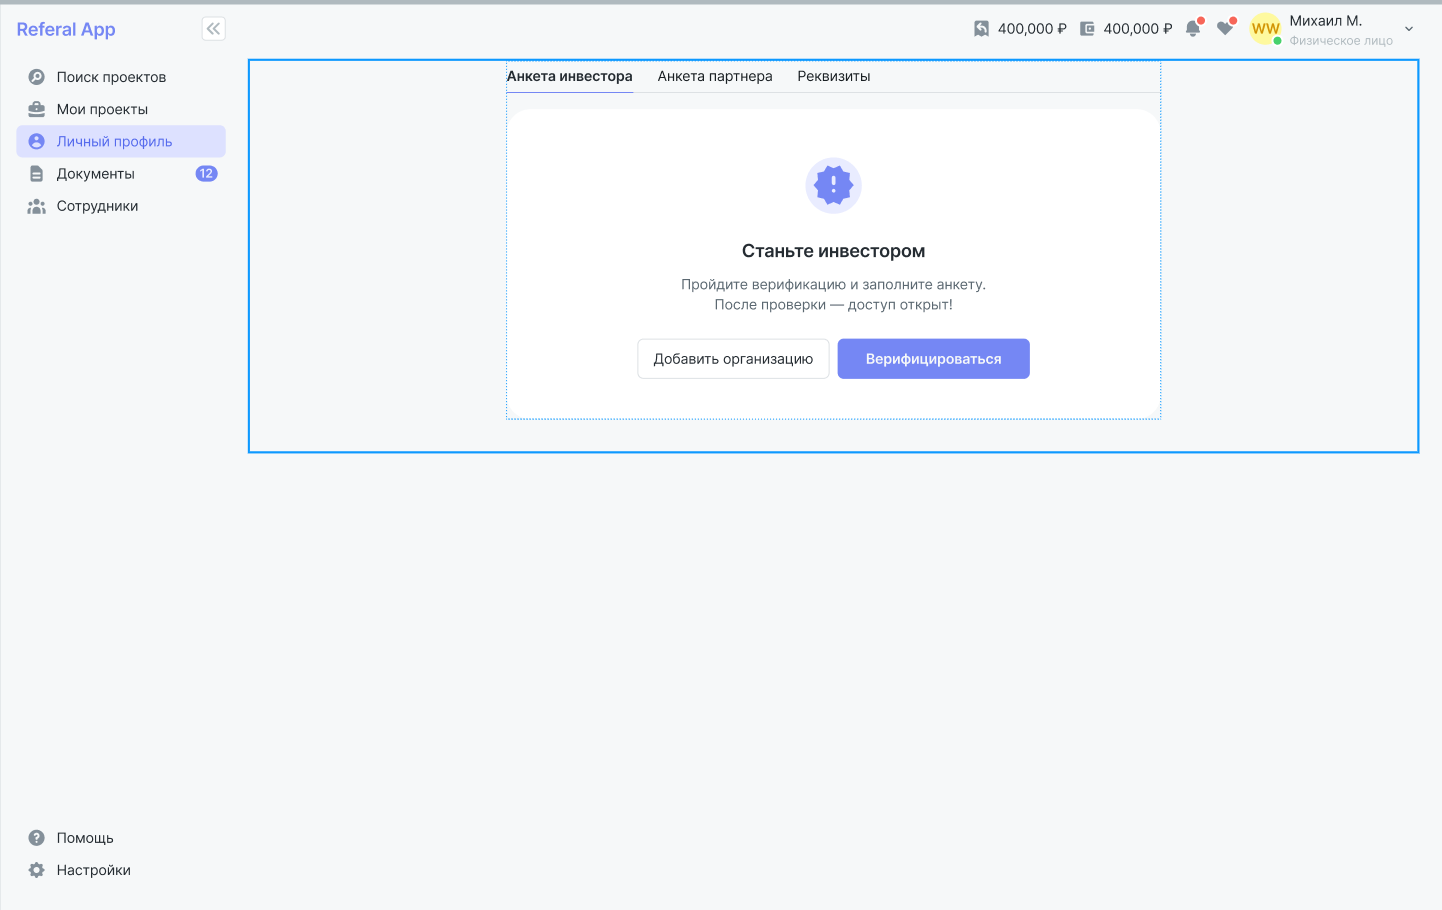 Referal App
400,000 ₽
400,000 ₽
WW
Михаил М.
Физическое лицо
Поиск проектов
Мои проекты
Личный профиль
Документы
12
Сотрудники
Анкета инвестора
Анкета партнера
Реквизиты
Станьте инвестором
Пройдите верификацию и заполните анкету.
После проверки — доступ открыт!
Добавить организацию
Верифицироваться
Помощь
Настройки